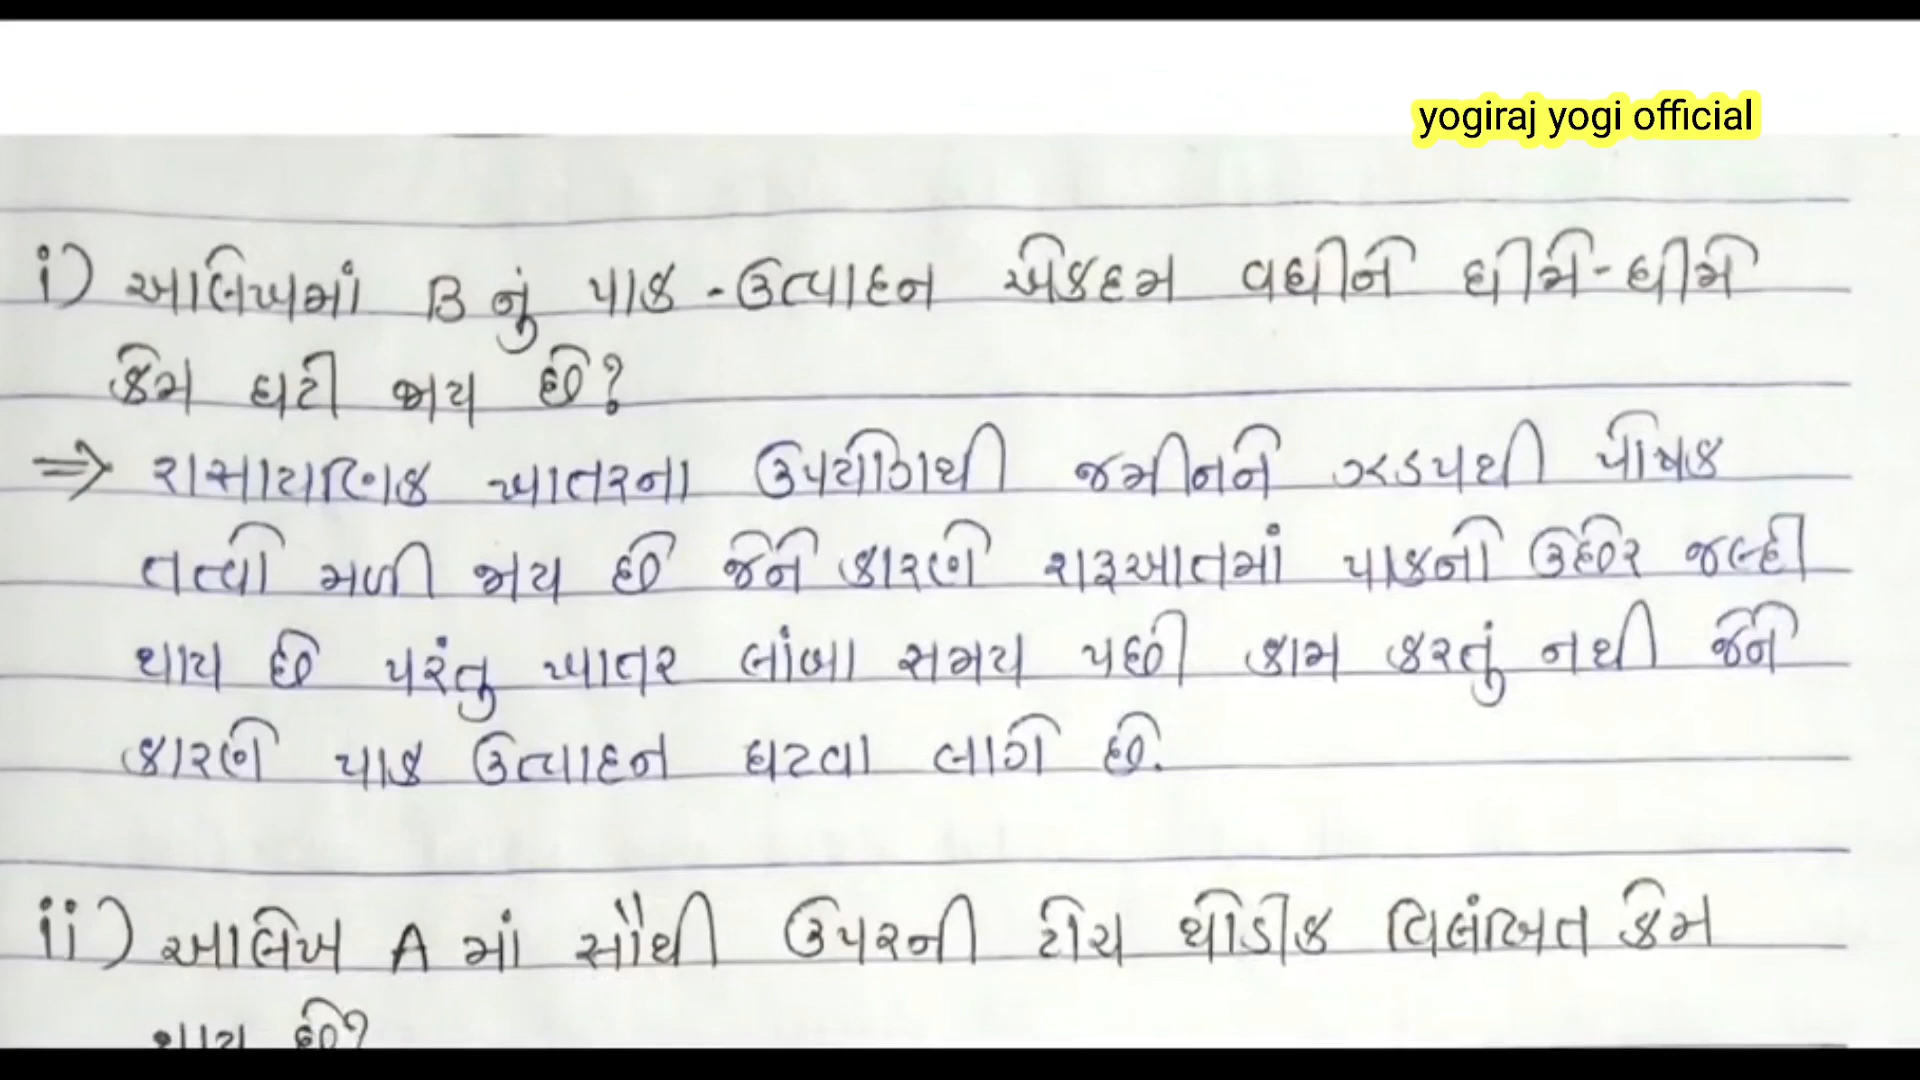 yogiraj yogi official
i) આલેખમાં B નું પાક -ઉત્પાદન એકદમ વધીને ધીમે-ધીમે
કેમ ઘટી જાય છે?
⇒ રાસાયણિક ખાતરના ઉપયોગથી જમીનને ઝડપથી પોષક
તત્વો મળી જાય છે જેને કારણે શરૂઆતમાં પાકનો ઉછેર જલ્દી
થાય છે પરંતુ ખાતર લાંબા સમય પછી કામ કરતું નથી જેને
કારણે પાક ઉત્પાદન ઘટવા લાગે છે.
ii) આલેખ A માં સૌથી ઉપરની ટોચ થોડીક વિલંબિત કેમ
થાય છે?